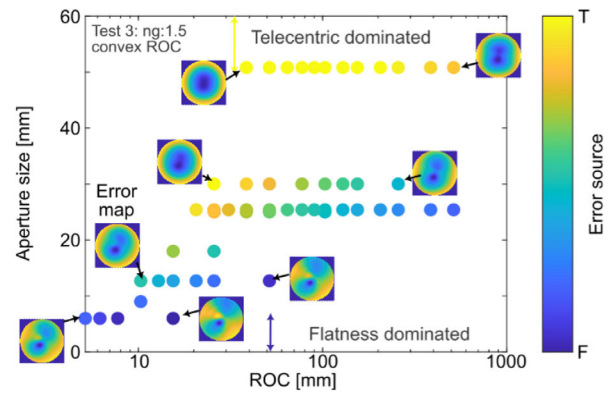 Test 3: ng:1.5
convex ROC
Telecentric dominated
Error
map
Flatness dominated
Aperture size [mm]
60
40
20
0
10
100
1000
ROC [mm]
T
F
Error source